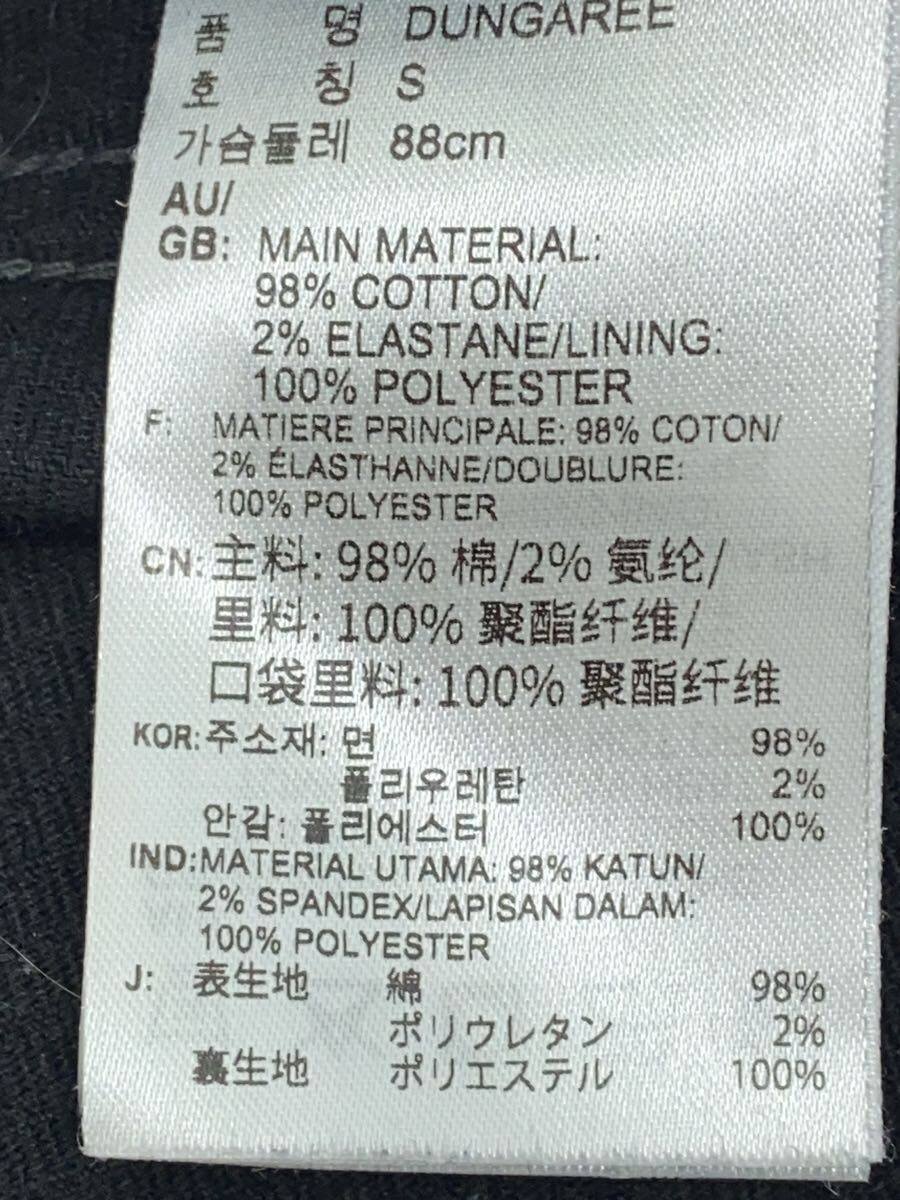 품 명 DUNGAREE
호 칭 S
가슴둘레 88cm
AU/
GB: MAIN MATERIAL:
98% COTTON/
2% ELASTANE/LINING:
100% POLYESTER
F: MATIERE PRINCIPALE: 98% COTON/
2% ÉLASTHANNE/DOUBLURE:
100% POLYESTER
CN: 主料: 98% 棉/2% 氨纶/
里料: 100% 聚酯纤维/
口袋里料: 100% 聚酯纤维
KOR: 주소재: 면 98%
폴리우레탄 2%
안감: 폴리에스터 100%
IND: MATERIAL UTAMA: 98% KATUN/
2% SPANDEX/LAPISAN DALAM:
100% POLYESTER
J: 表生地 綿 98%
ポリウレタン 2%
裏生地 ポリエステル 100%